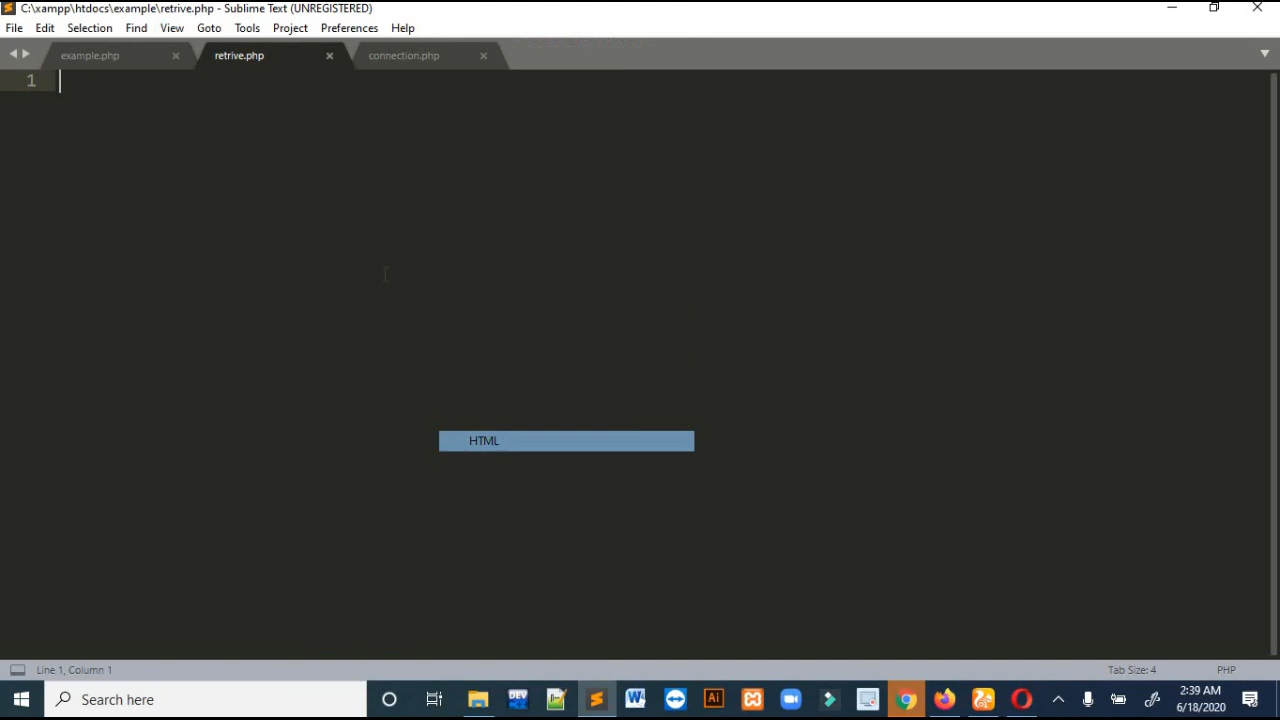 C:\xampp\htdocs\example\retrive.php - Sublime Text (UNREGISTERED)
File Edit Selection Find View Goto Tools Project Preferences Help
example.php retrive.php connection.php
1
HTML
Line 1, Column 1 Tab Size: 4 PHP
Search here DEV W Ai 2:39 AM
6/18/2020